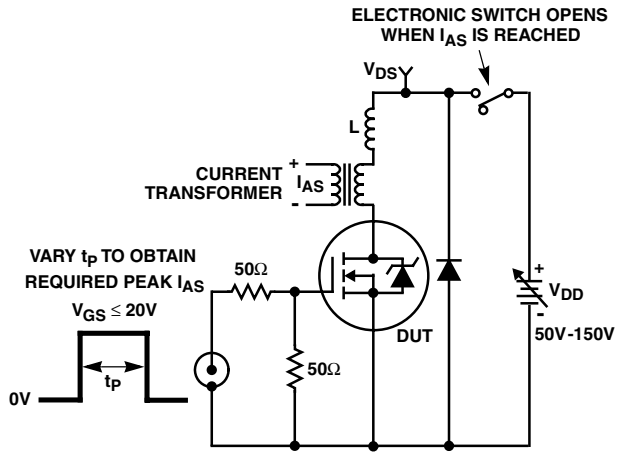 ELECTRONIC SWITCH OPENS
WHEN IAS IS REACHED
VDS
L
CURRENT
TRANSFORMER
+
IAS
-
VARY tP TO OBTAIN
REQUIRED PEAK IAS
VGS ≤ 20V
0V
tP
50Ω
50Ω
DUT
+
VDD
-
50V-150V